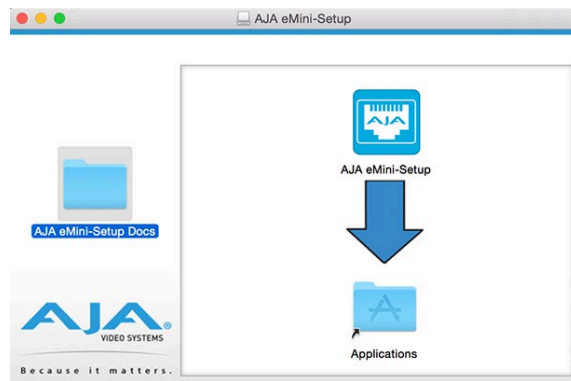 AJA eMini-Setup
AJA
AJA eMini-Setup
AJA eMini-Setup Docs
Applications
AJA®
VIDEO SYSTEMS
Because it matters.